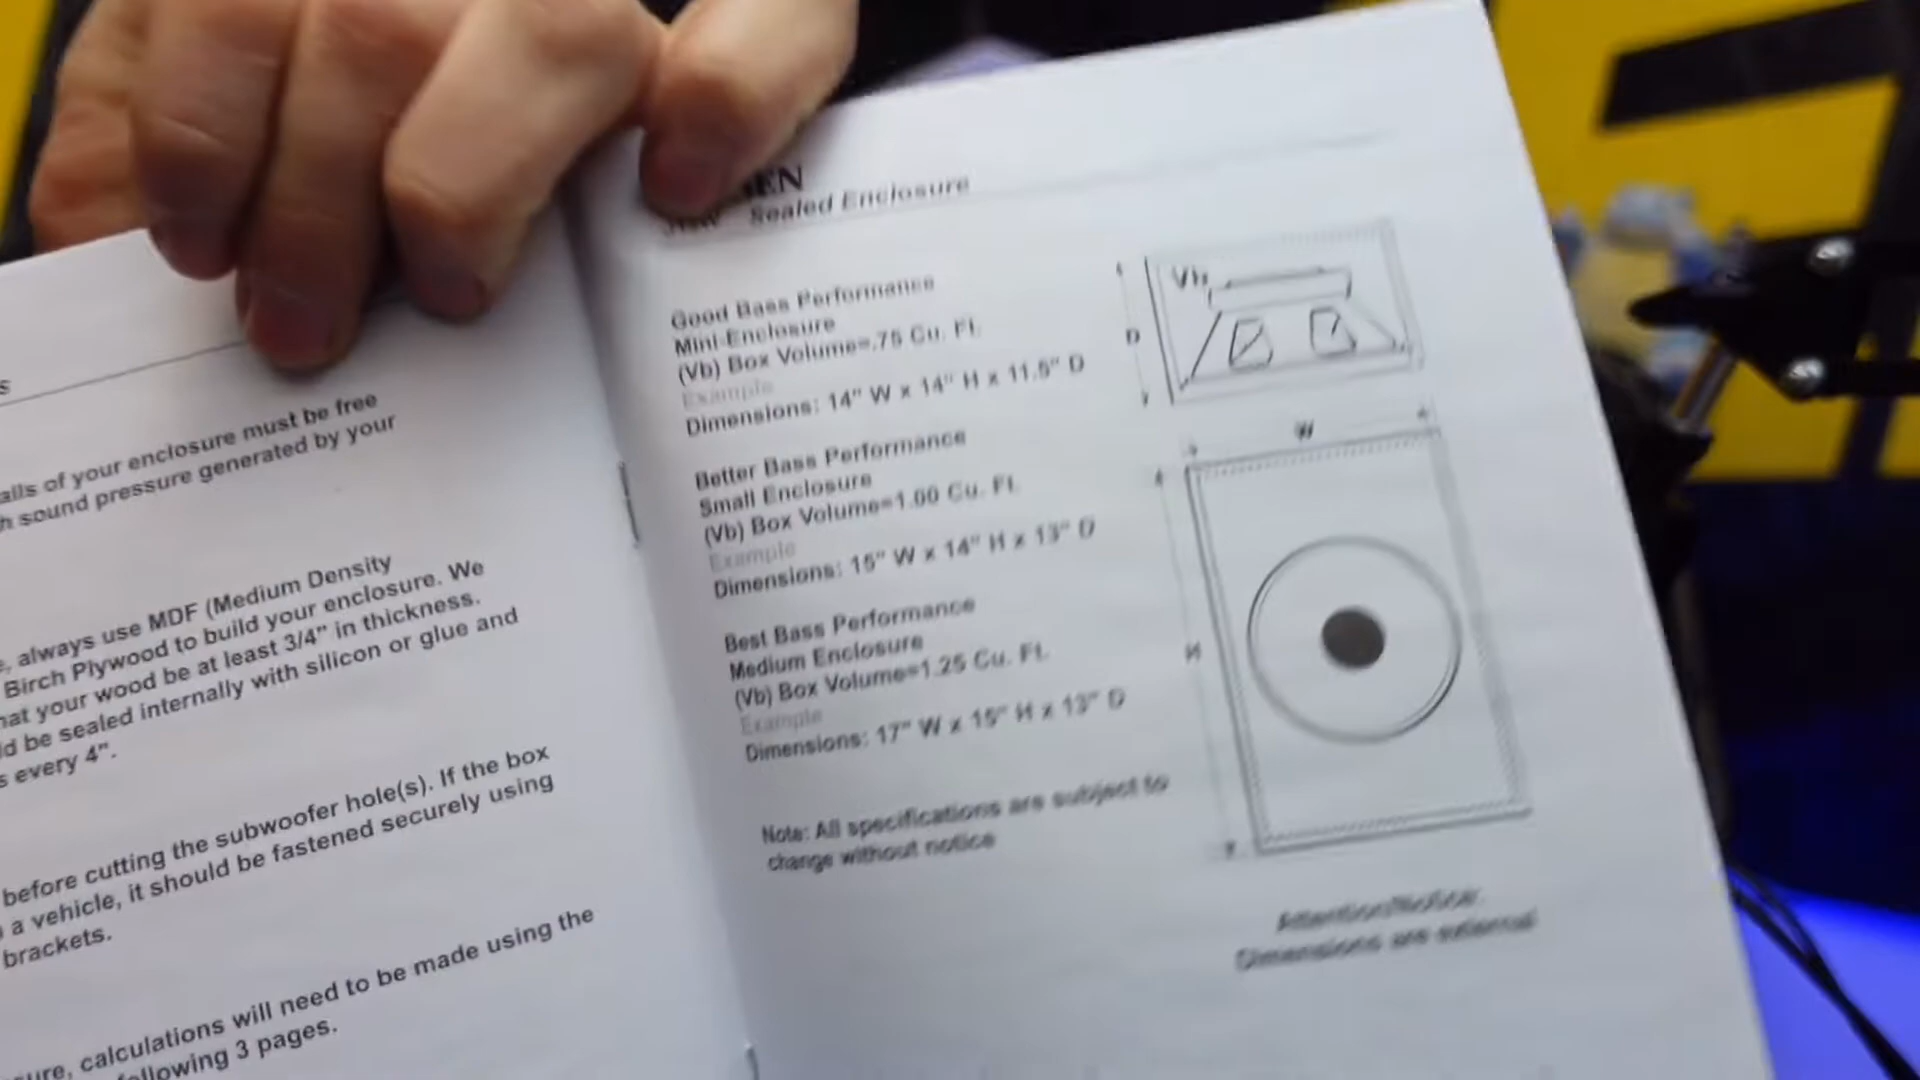 s
alls of your enclosure must be free
h sound pressure generated by your
, always use MDF (Medium Density
Birch Plywood to build your enclosure. We
hat your wood be at least 3/4" in thickness.
ld be sealed internally with silicon or glue and
s every 4".
before cutting the subwoofer hole(s). If the box
a vehicle, it should be fastened securely using
brackets.
sure, calculations will need to be made using the
following 3 pages.
EN
Sealed Enclosure
Good Bass Performance
Mini-Enclosure
(Vb) Box Volume=.75 Cu. Ft.
Example
Dimensions: 14" W x 14" H x 11.5" D
Better Bass Performance
Small Enclosure
(Vb) Box Volume=1.00 Cu. Ft.
Example
Dimensions: 15" W x 14" H x 13" D
Best Bass Performance
Medium Enclosure
(Vb) Box Volume=1.25 Cu. Ft.
Example
Dimensions: 17" W x 15" H x 13" D
Note: All specifications are subject to
change without notice
Vb
D
W
H
Dimensions are external